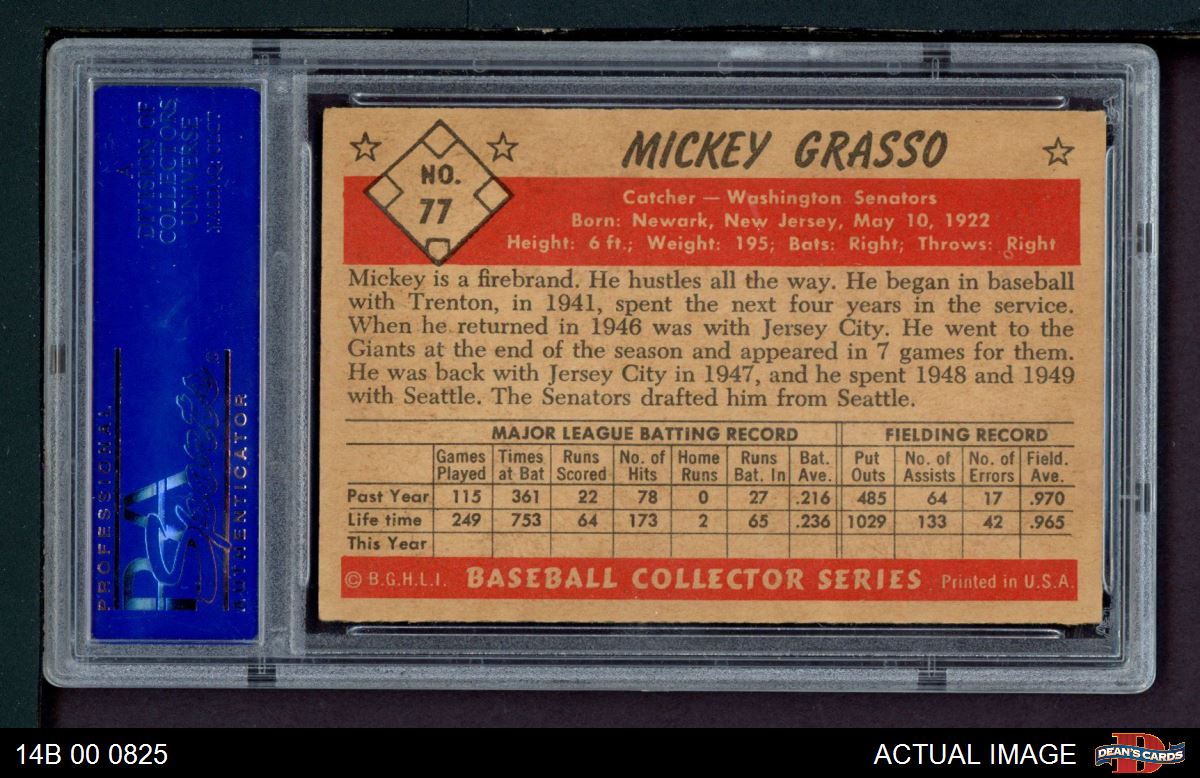 A
DIVISION OF
COLLECTORS
UNIVERSE
NASDAQ: CLCT
PROFESSIONAL
PSA
Sports
AUTHENTICATOR
NO.
77
MICKEY GRASSO
Catcher — Washington Senators
Born: Newark, New Jersey, May 10, 1922
Height: 6 ft.; Weight: 195; Bats: Right; Throws: Right
Mickey is a firebrand. He hustles all the way. He began in baseball
with Trenton, in 1941, spent the next four years in the service.
When he returned in 1946 was with Jersey City. He went to the
Giants at the end of the season and appeared in 7 games for them.
He was back with Jersey City in 1947, and he spent 1948 and 1949
with Seattle. The Senators drafted him from Seattle.
MAJOR LEAGUE BATTING RECORD FIELDING RECORD
Games Times Runs No. of Home Runs Bat. Put No. of No. of Field.
Played at Bat Scored Hits Runs Bat. In Ave. Outs Assists Errors Ave.
Past Year 115 361 22 78 0 27 .216 485 64 17 .970
Life time 249 753 64 173 2 65 .236 1029 133 42 .965
This Year
© B.G.H.L.I. BASEBALL COLLECTOR SERIES Printed in U.S.A.
14B 00 0825 ACTUAL IMAGE DEAN'S CARDS